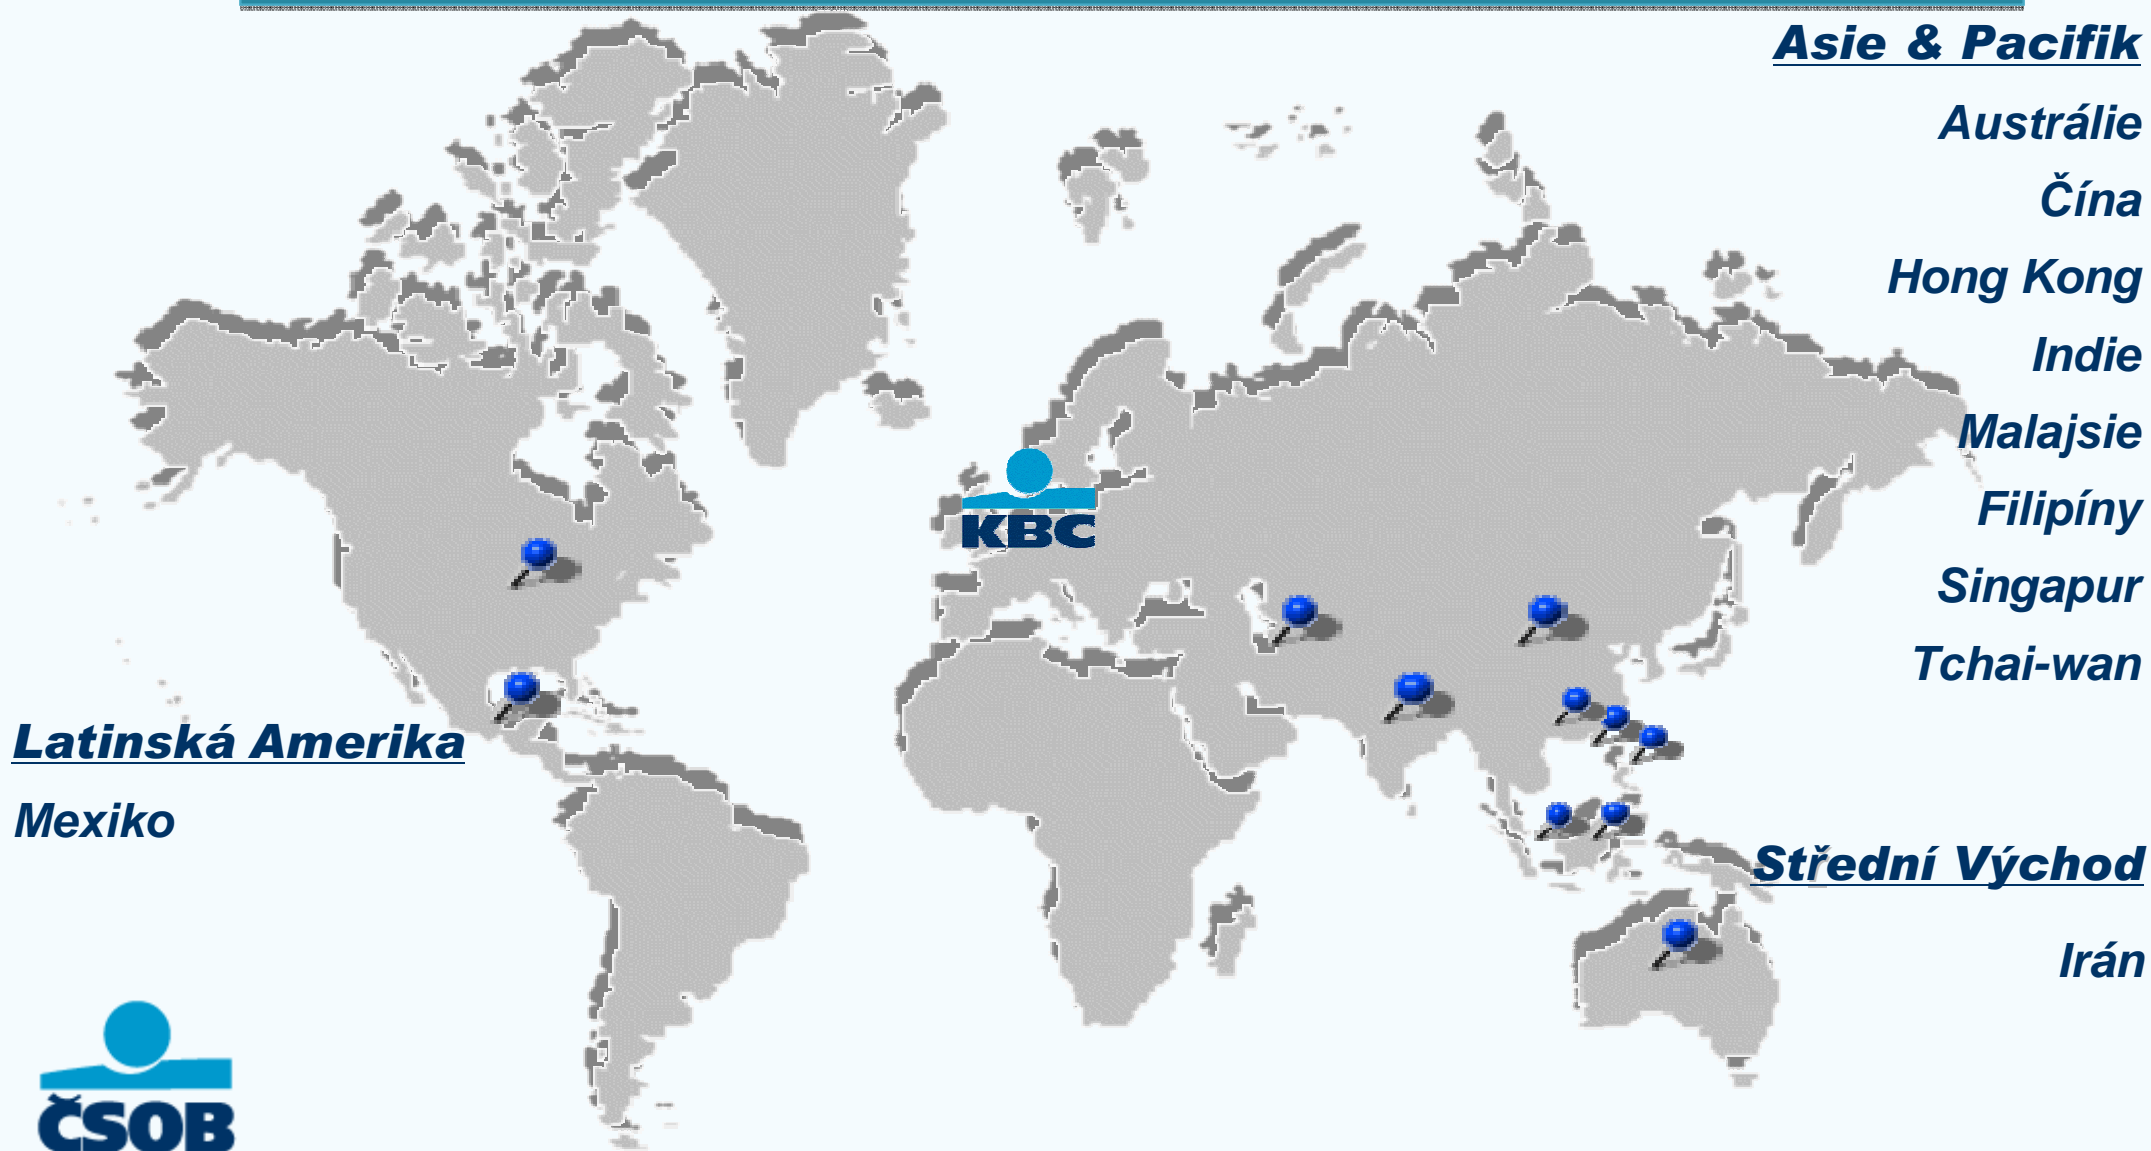 Asie & Pacifik
Austrálie
Čína
Hong Kong
Indie
Malajsie
Filipíny
Singapur
Tchai-wan
KBC
Latinská Amerika
Mexiko
Střední Východ
Irán
ČSOB